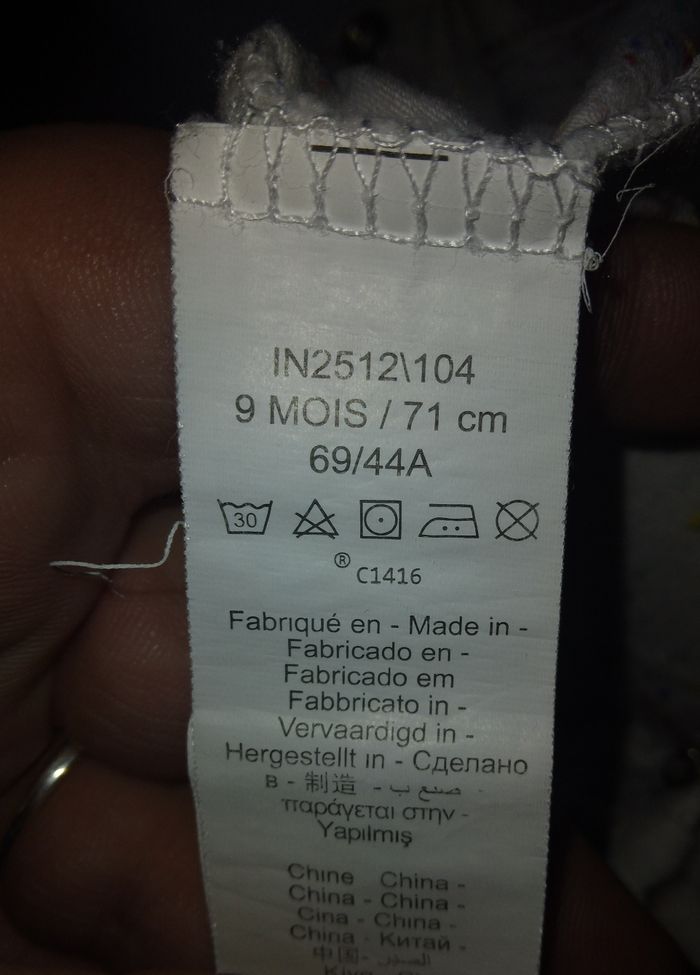 IN2512\104
9 MOIS / 71 cm
69/44A
30
® C1416
Fabriqué en - Made in -
Fabricado en -
Fabricado em
Fabbricato in -
Vervaardigd in -
Hergestellt in - Сделано
в - 制造 - صنع ب -
παράγεται στην -
Yapılmış
Chine China -
China - China -
Cina - China -
China - Китай -
中国 - الصين -